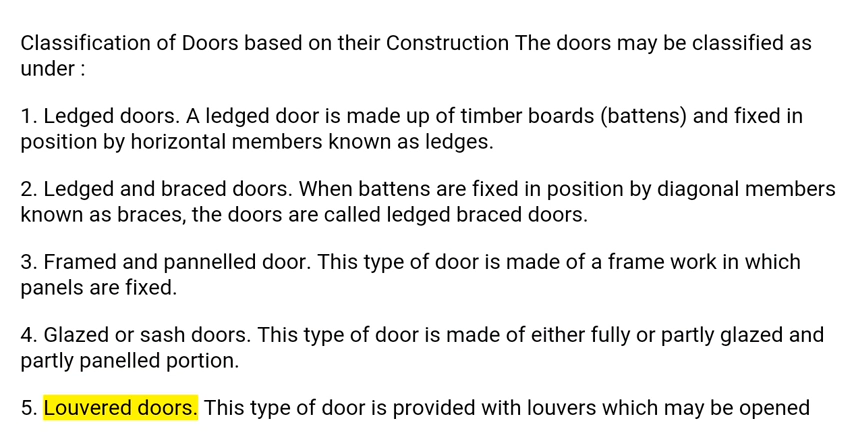 Classification of Doors based on their Construction The doors may be classified as
under :
1. Ledged doors. A ledged door is made up of timber boards (battens) and fixed in
position by horizontal members known as ledges.
2. Ledged and braced doors. When battens are fixed in position by diagonal members
known as braces, the doors are called ledged braced doors.
3. Framed and pannelled door. This type of door is made of a frame work in which
panels are fixed.
4. Glazed or sash doors. This type of door is made of either fully or partly glazed and
partly panelled portion.
5. Louvered doors. This type of door is provided with louvers which may be opened